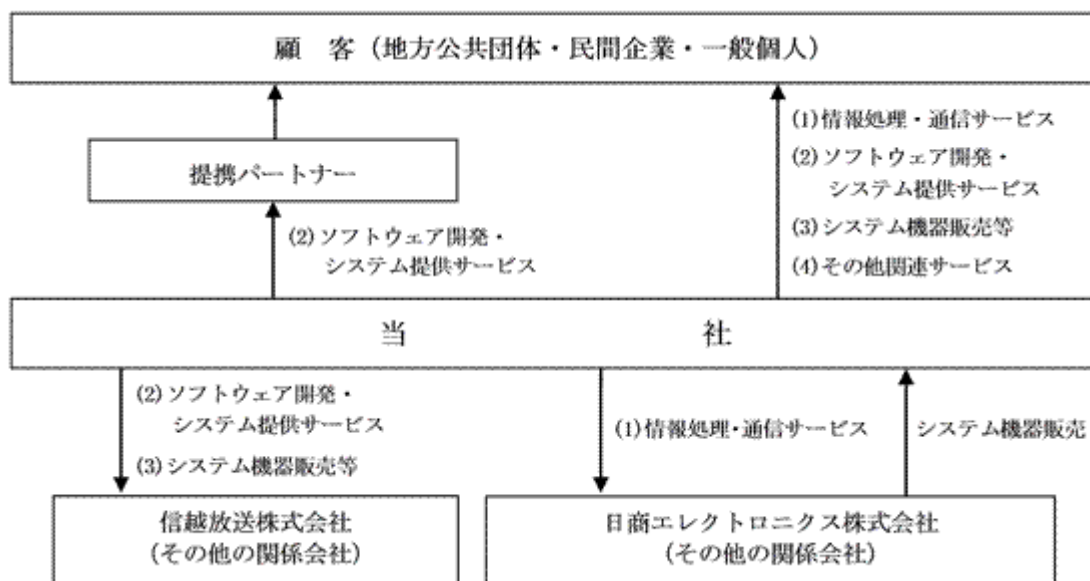 顧　客（地方公共団体・民間企業・一般個人）
提携パートナー
(2)ソフトウェア開発・
システム提供サービス
(1)情報処理・通信サービス
(2)ソフトウェア開発・
システム提供サービス
(3)システム機器販売等
(4)その他関連サービス
当　社
(2)ソフトウェア開発・
システム提供サービス
(3)システム機器販売等
(1)情報処理・通信サービス
システム機器販売
信越放送株式会社
(その他の関係会社)
日商エレクトロニクス株式会社
(その他の関係会社)